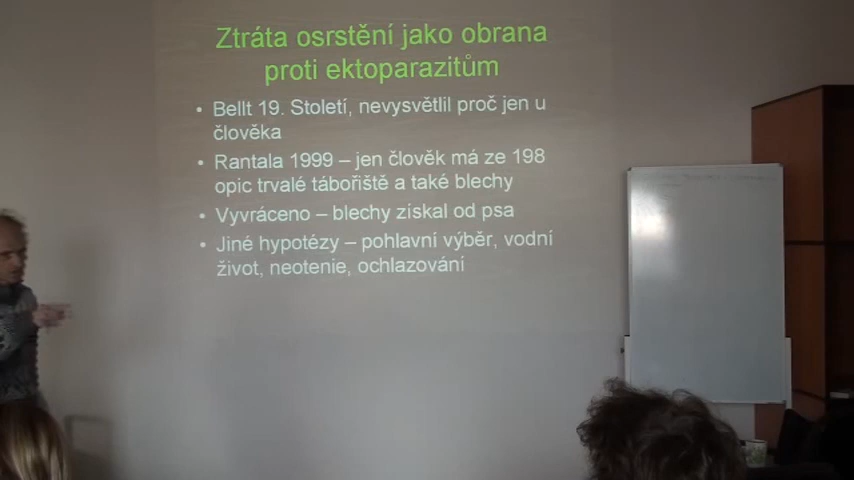 Ztráta osrstění jako obrana
proti ektoparazitům
• Bellt 19. Století, nevysvětlil proč jen u
člověka
• Rantala 1999 – jen člověk má ze 198
opic trvalé tábořiště a také blechy
• Vyvráceno – blechy získal od psa
• Jiné hypotézy – pohlavní výběr, vodní
život, neotenie, ochlazování